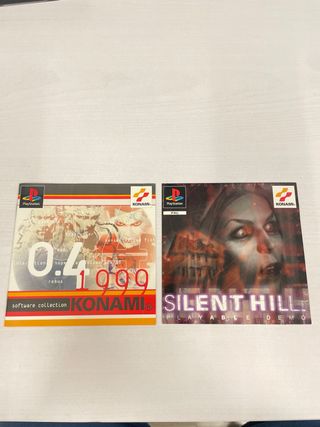 PlayStation
KONAMI
0.4
1999
software collection
KONAMI
PlayStation
PAL
KONAMI
SILENT HILL
PLAYABLE DEMO